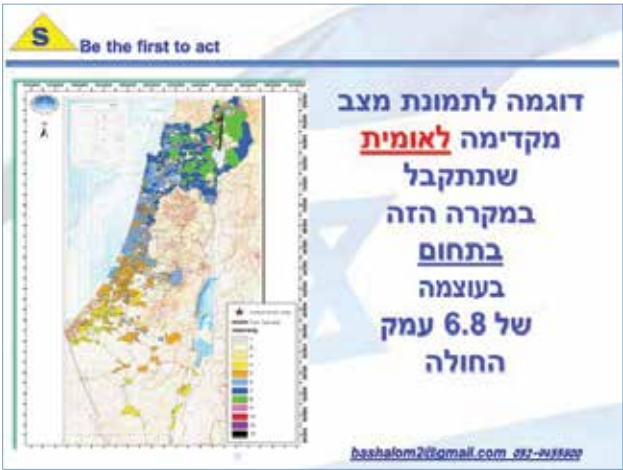 S
Be the first to act
דוגמה לתמונת מצב
מקדימה לאומית
שתתקבל
במקרה הזה
בתחום
בעוצמה
של 6.8 עמק
החולה
bashalom2@gmail.com